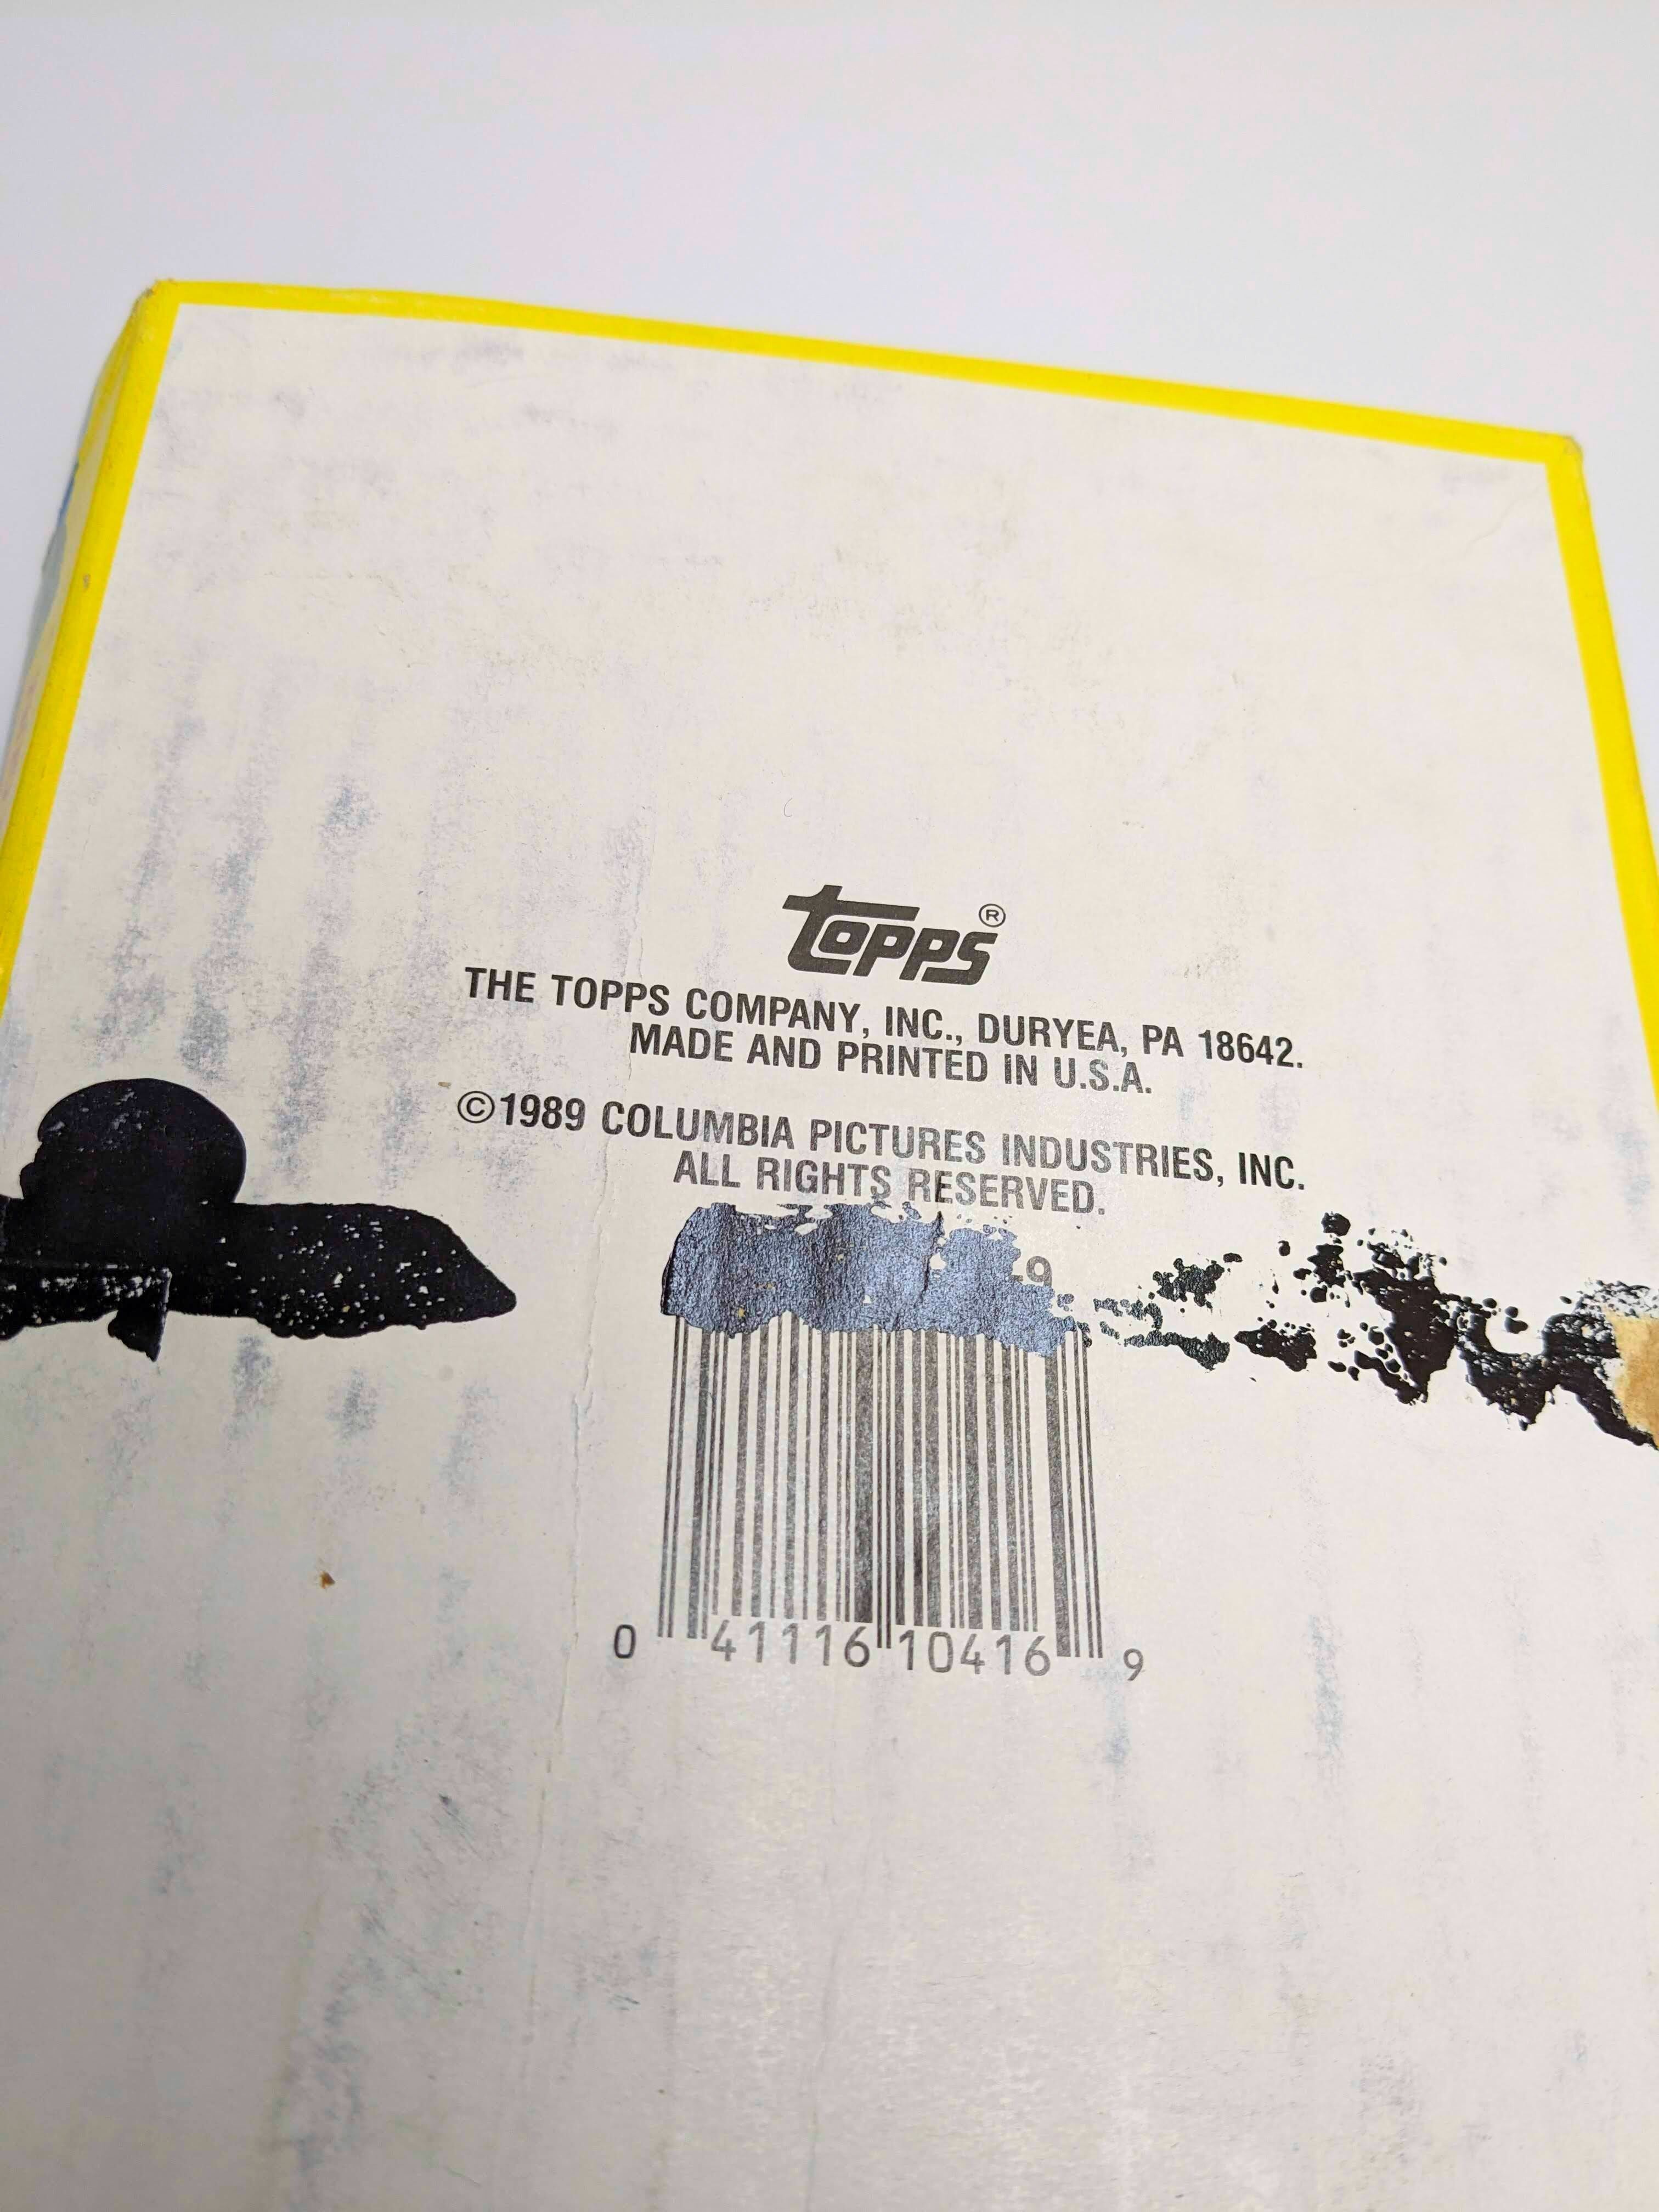 Topps®
THE TOPPS COMPANY, INC., DURYEA, PA 18642.
MADE AND PRINTED IN U.S.A.
©1989 COLUMBIA PICTURES INDUSTRIES, INC.
ALL RIGHTS RESERVED.
0 41116 10416 9